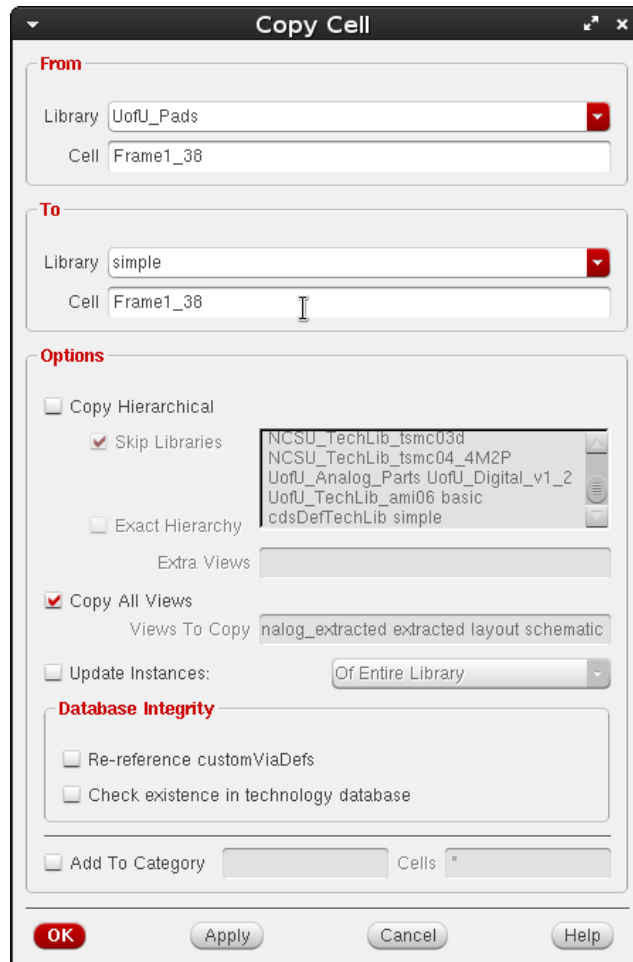 Copy Cell
From
Library UofU_Pads
Cell Frame1_38
To
Library simple
Cell Frame1_38
Options
Copy Hierarchical
Skip Libraries
NCSU_TechLib_tsmc03d
NCSU_TechLib_tsmc04_4M2P
UofU_Analog_Parts UofU_Digital_v1_2
UofU_TechLib_ami06 basic
cdsDefTechLib simple
Exact Hierarchy
Extra Views
Copy All Views
Views To Copy nalog_extracted extracted layout schematic
Update Instances: Of Entire Library
Database Integrity
Re-reference customViaDefs
Check existence in technology database
Add To Category Cells *
OK Apply Cancel Help